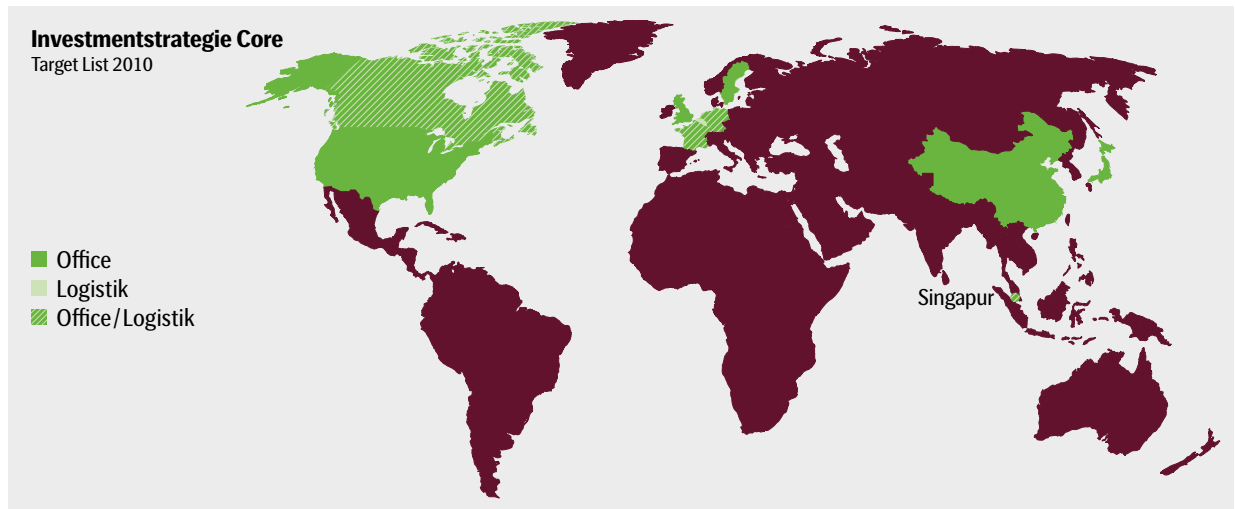 Investmentstrategie Core
Target List 2010
Office
Logistik
Office/Logistik
Singapur